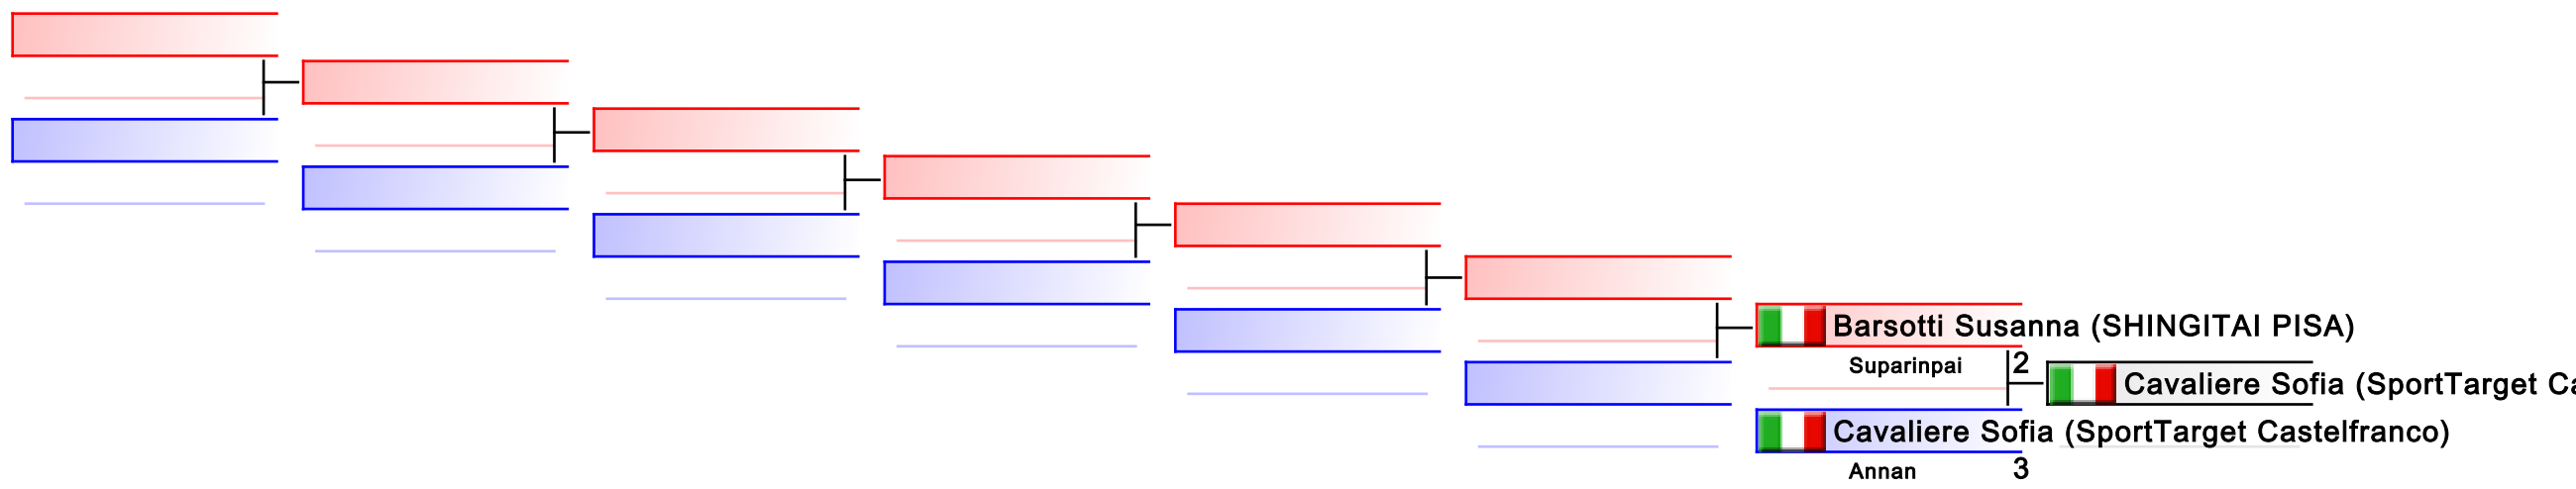 Barsotti Susanna (SHINGITAI PISA)
Suparinpai 2
Cavaliere Sofia (SportTarget Ca
Cavaliere Sofia (SportTarget Castelfranco)
Annan 3